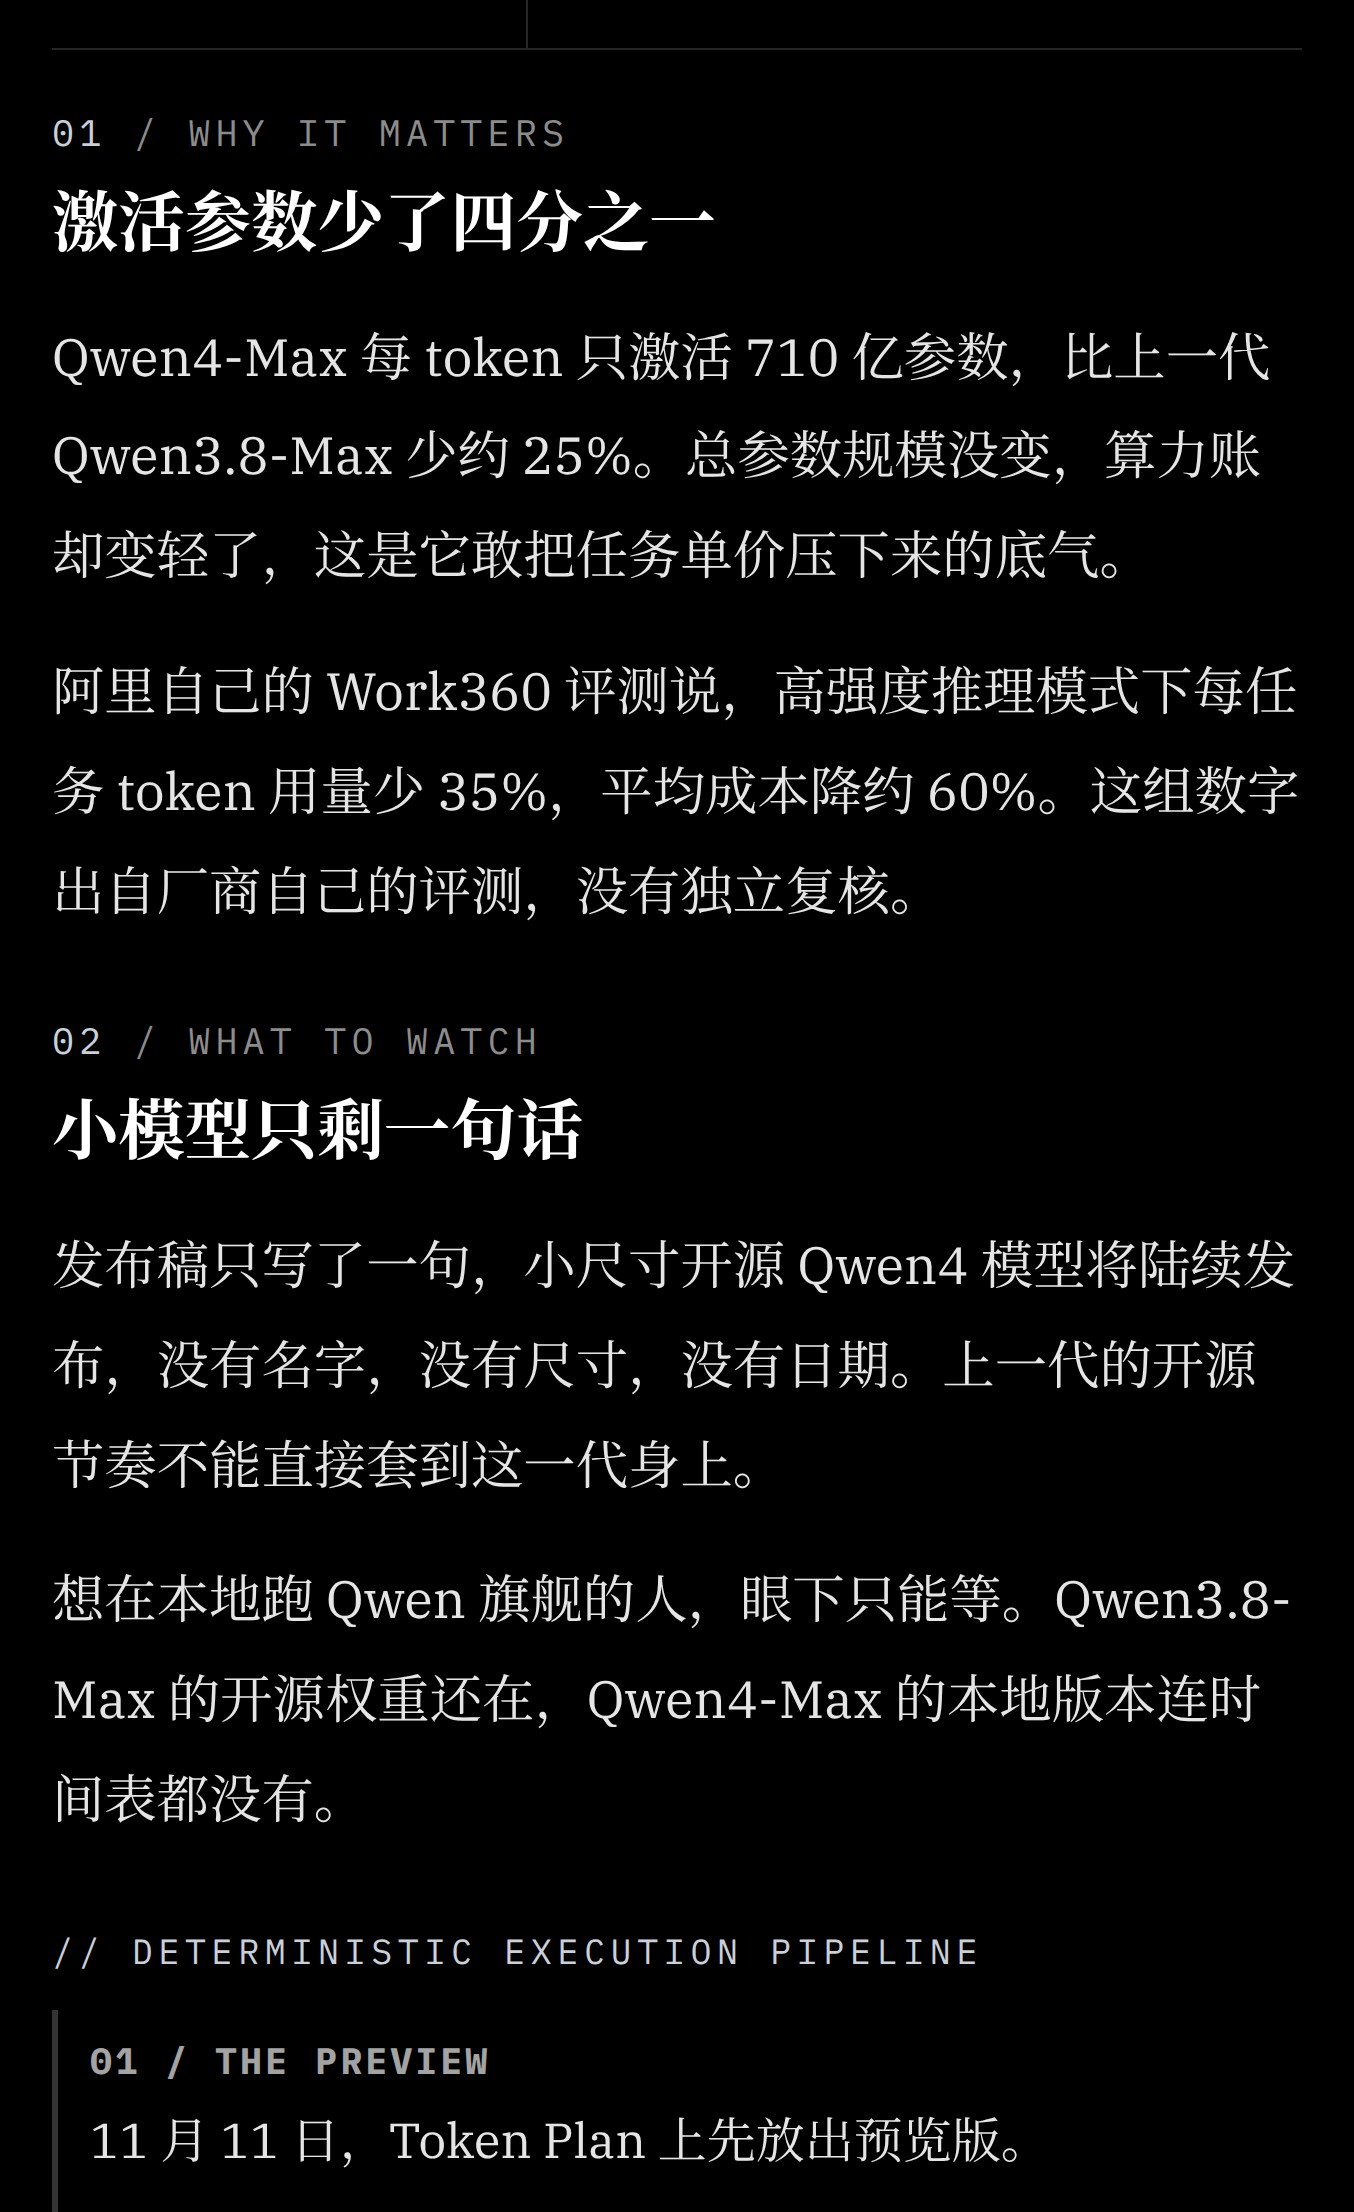 01 / WHY IT MATTERS
激活参数少了四分之一
Qwen4-Max 每 token 只激活 710 亿参数，比上一代
Qwen3.8-Max 少约 25%。总参数规模没变，算力账
却变轻了，这是它敢把任务单价压下来的底气。
阿里自己的 Work360 评测说，高强度推理模式下每任
务 token 用量少 35%，平均成本降约 60%。这组数字
出自厂商自己的评测，没有独立复核。
02 / WHAT TO WATCH
小模型只剩一句话
发布稿只写了一句，小尺寸开源 Qwen4 模型将陆续发
布，没有名字，没有尺寸，没有日期。上一代的开源
节奏不能直接套到这一代身上。
想在本地跑 Qwen 旗舰的人，眼下只能等。Qwen3.8-
Max 的开源权重还在，Qwen4-Max 的本地版本连时
间表都没有。
// DETERMINISTIC EXECUTION PIPELINE
01 / THE PREVIEW
11 月 11 日，Token Plan 上先放出预览版。